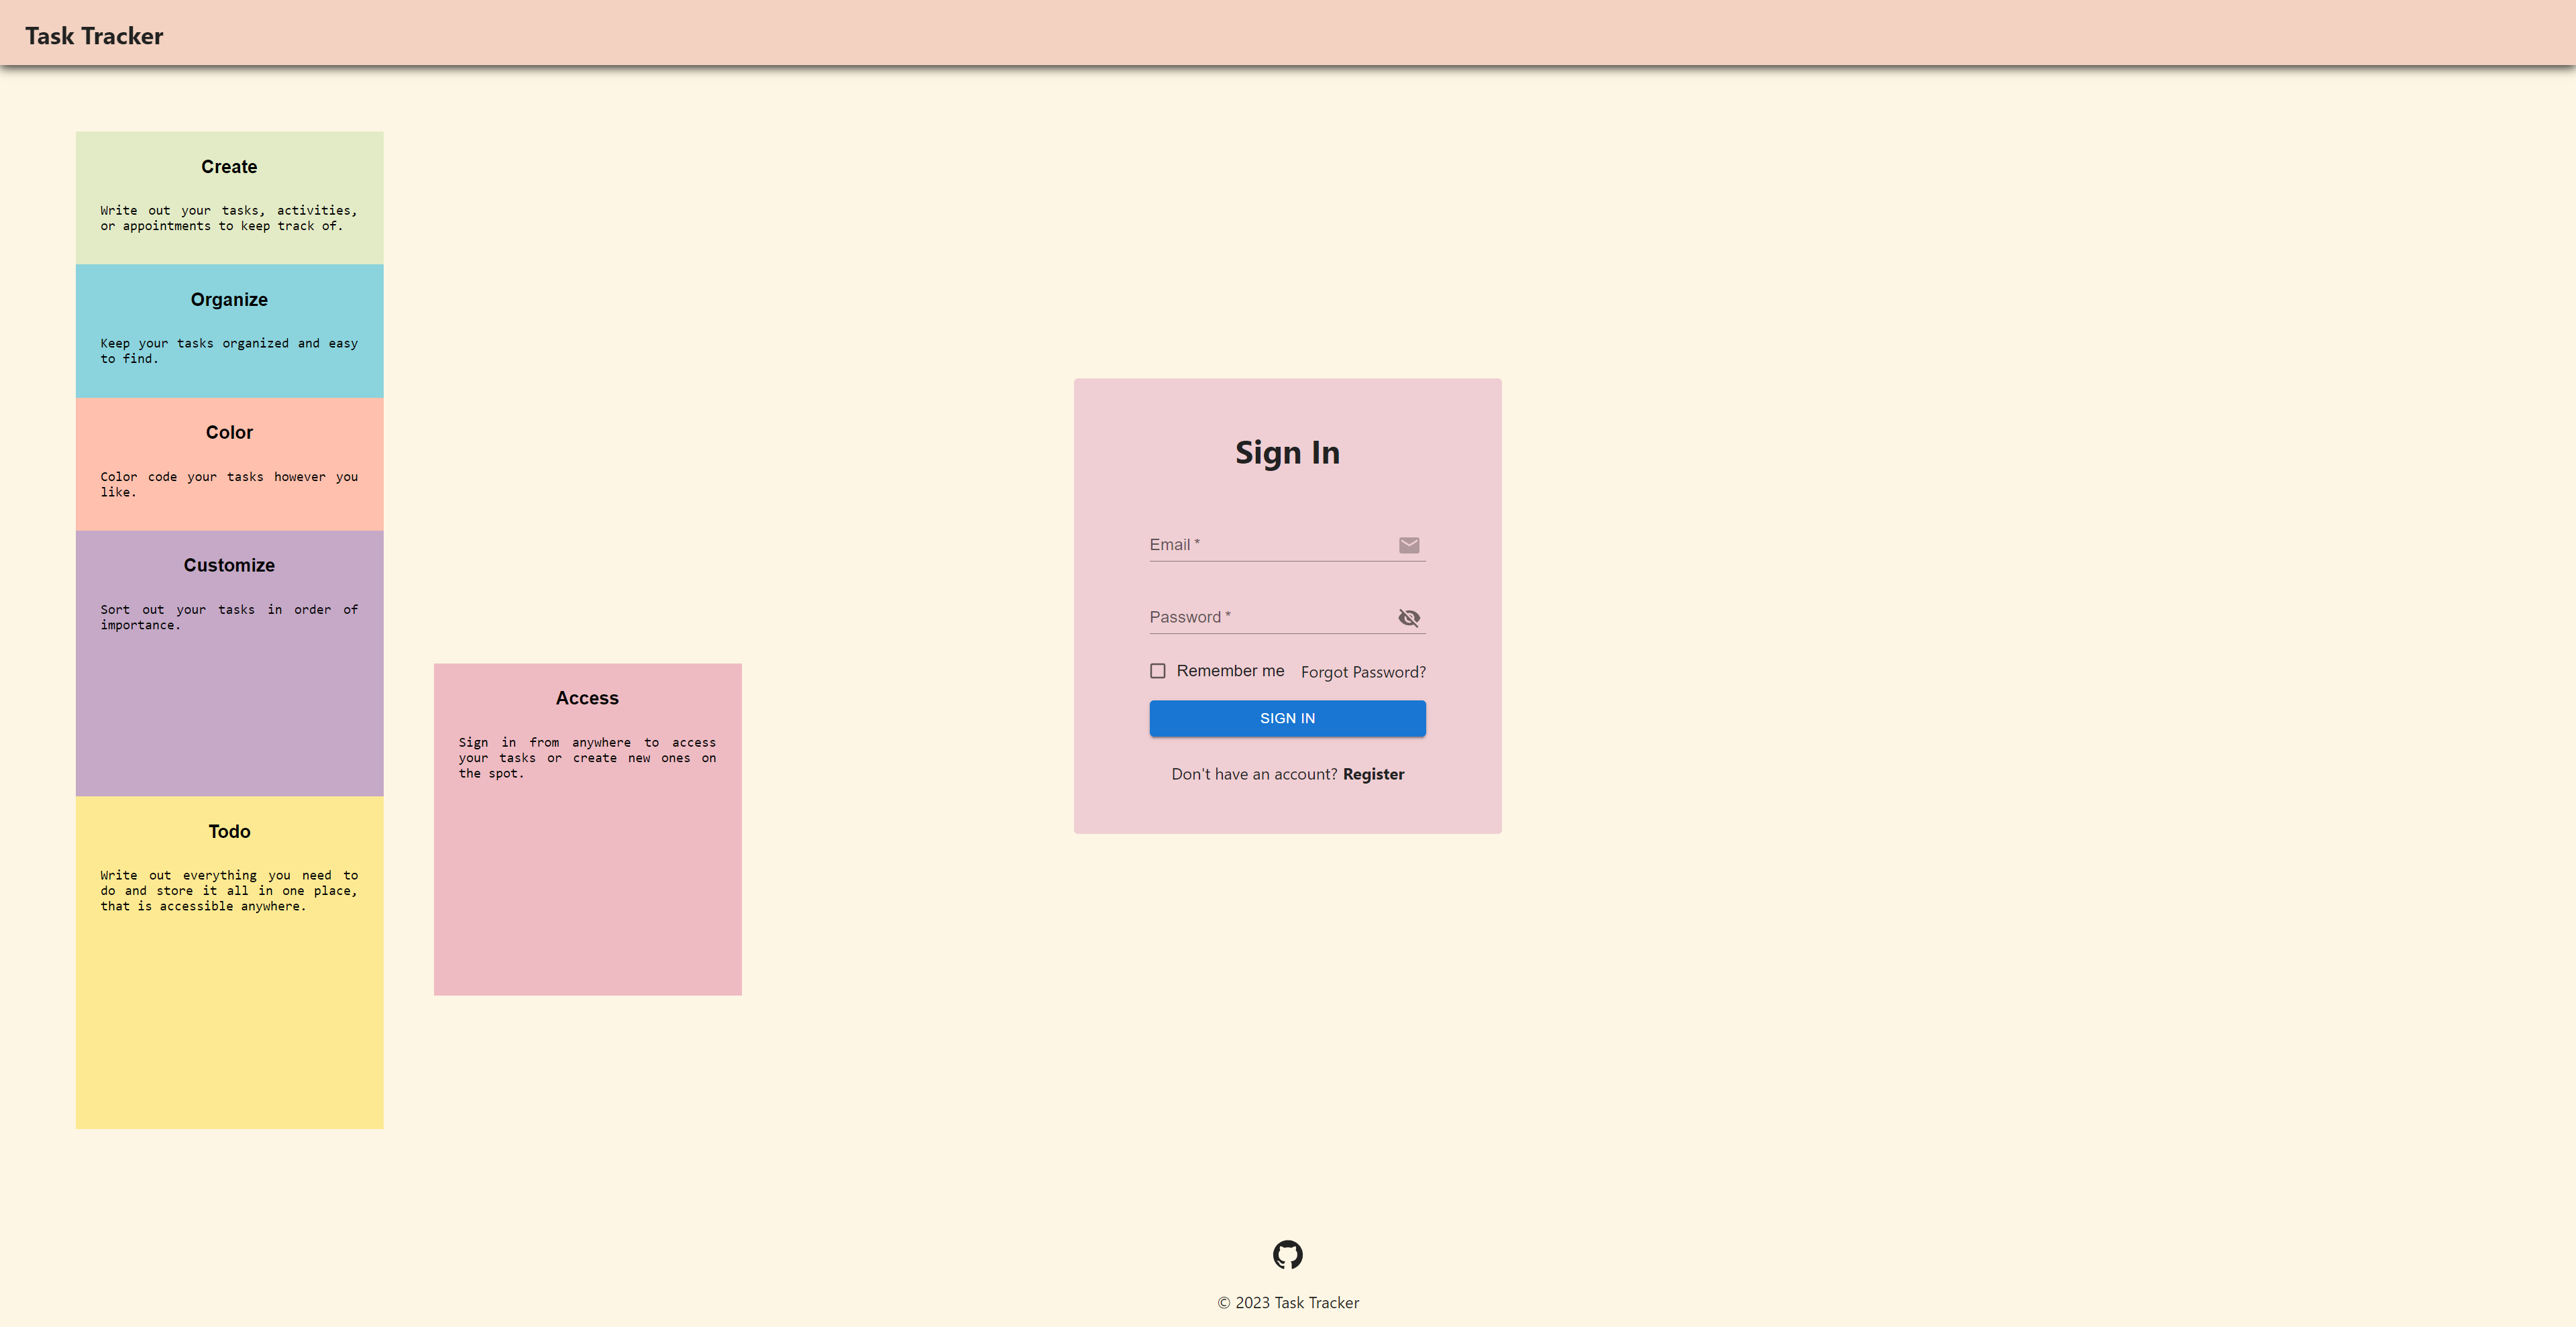 Task Tracker
Create
Write out your tasks, activities,
or appointments to keep track of.
Organize
Keep your tasks organized and easy
to find.
Color
Color code your tasks however you
like.
Customize
Sort out your tasks in order of
importance.
Todo
Write out everything you need to
do and store it all in one place,
that is accessible anywhere.
Access
Sign in from anywhere to access
your tasks or create new ones on
the spot.
Sign In
Email *
Password *
Remember me Forgot Password?
SIGN IN
Don't have an account? Register
© 2023 Task Tracker